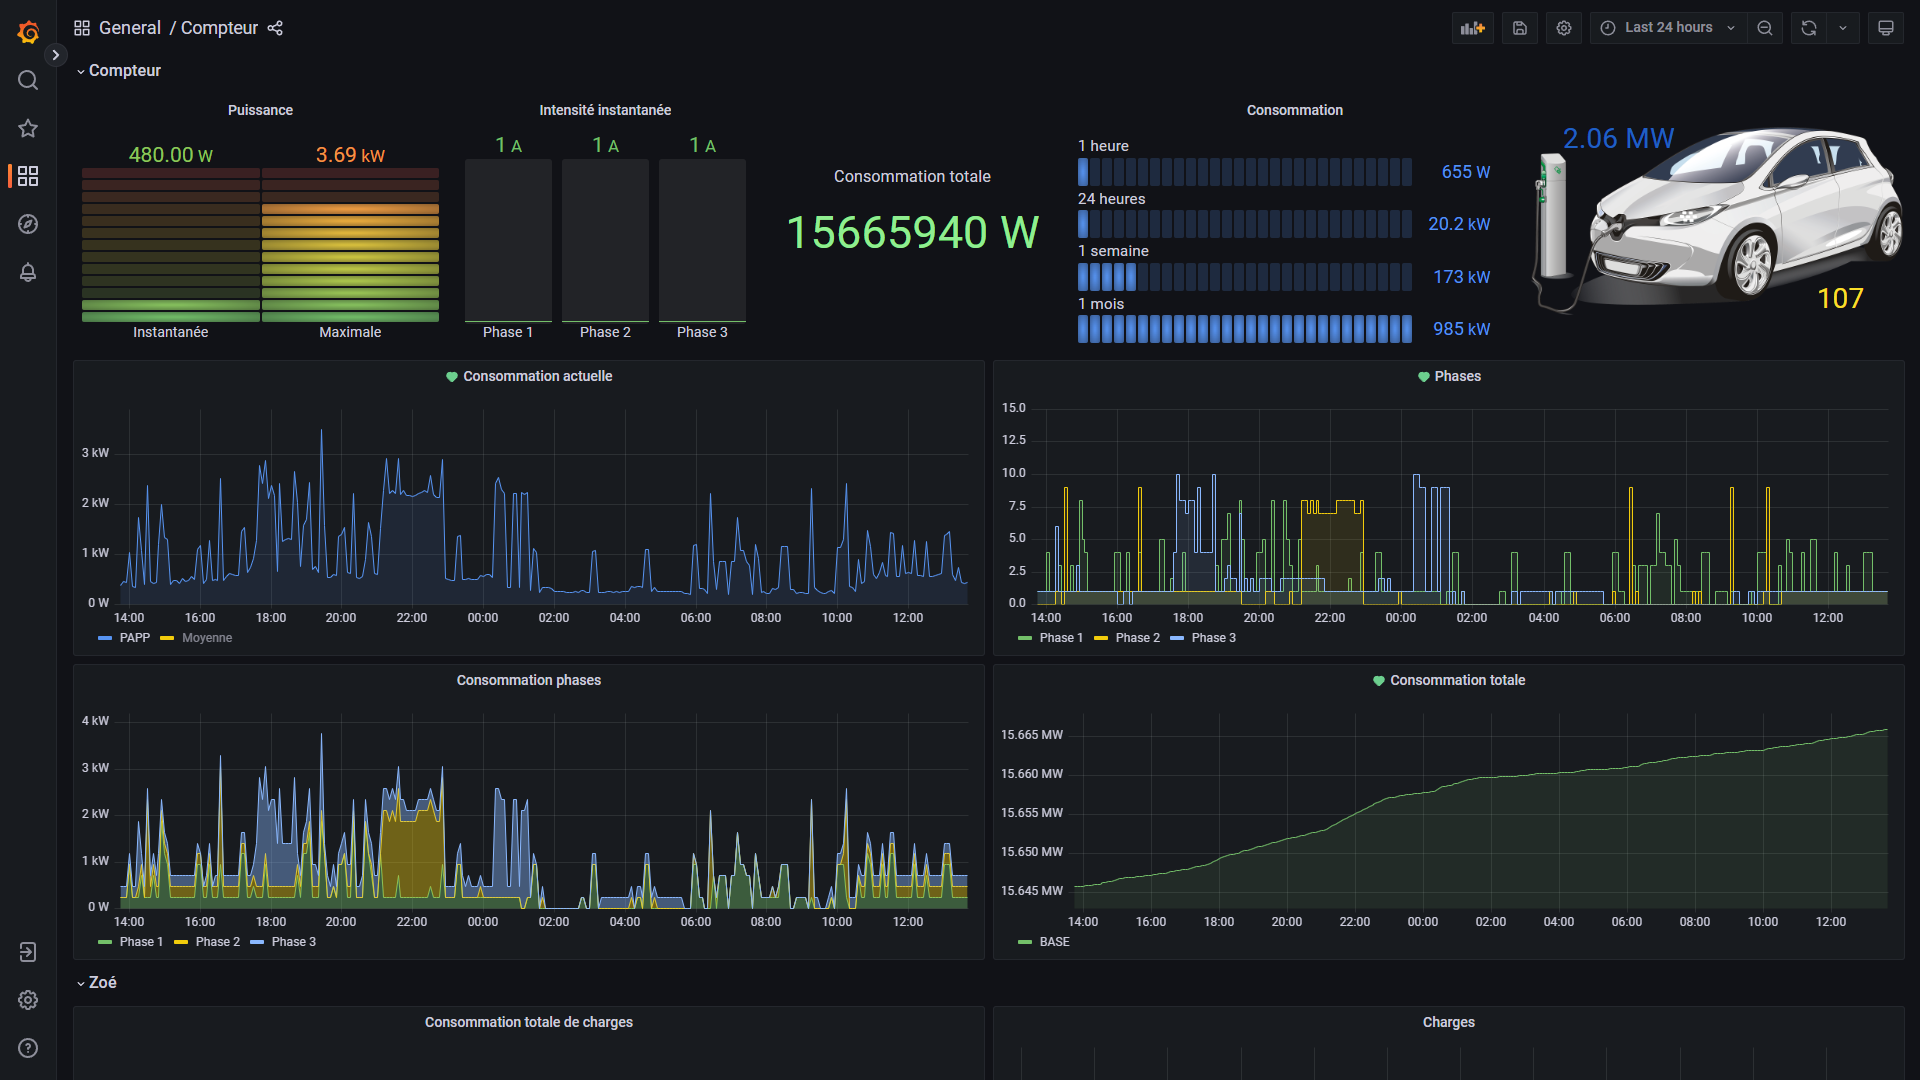 General / Compteur
Last 24 hours
Compteur
Puissance
480.00 W
3.69 kW
Instantanée
Maximale
Intensité instantanée
1 A
1 A
1 A
Phase 1
Phase 2
Phase 3
Consommation totale
15665940 W
Consommation
1 heure
655 W
24 heures
20.2 kW
1 semaine
173 kW
1 mois
985 kW
2.06 MW
107
Consommation actuelle
3 kW
2 kW
1 kW
0 W
14:00 16:00 18:00 20:00 22:00 00:00 02:00 04:00 06:00 08:00 10:00 12:00
PAPP Moyenne
Phases
15.0
12.5
10.0
7.5
5.0
2.5
0.0
14:00 16:00 18:00 20:00 22:00 00:00 02:00 04:00 06:00 08:00 10:00 12:00
Phase 1 Phase 2 Phase 3
Consommation phases
4 kW
3 kW
2 kW
1 kW
0 W
14:00 16:00 18:00 20:00 22:00 00:00 02:00 04:00 06:00 08:00 10:00 12:00
Phase 1 Phase 2 Phase 3
Consommation totale
15.665 MW
15.660 MW
15.655 MW
15.650 MW
15.645 MW
14:00 16:00 18:00 20:00 22:00 00:00 02:00 04:00 06:00 08:00 10:00 12:00
BASE
Zoé
Consommation totale de charges
Charges